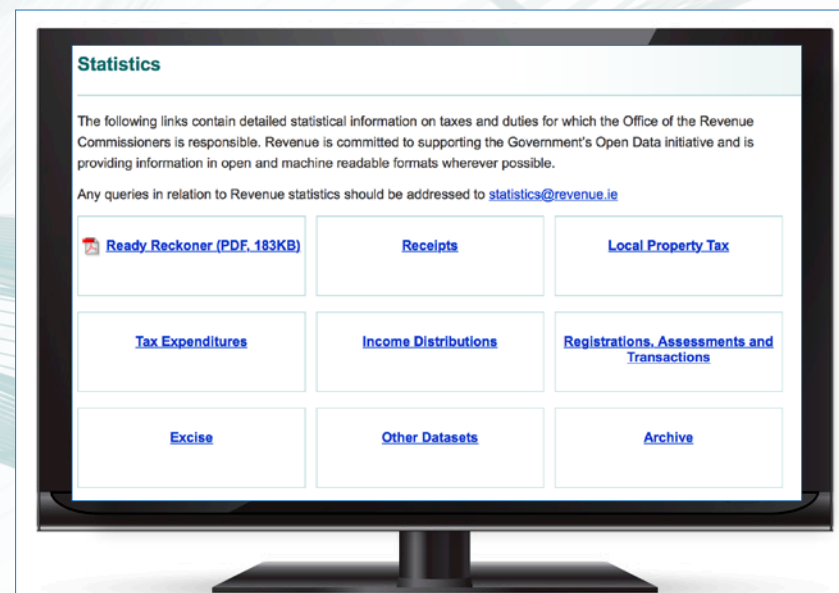 Statistics
The following links contain detailed statistical information on taxes and duties for which the Office of the Revenue
Commissioners is responsible. Revenue is committed to supporting the Government's Open Data initiative and is
providing information in open and machine readable formats wherever possible.
Any queries in relation to Revenue statistics should be addressed to statistics@revenue.ie
Ready Reckoner (PDF, 183KB)
Receipts
Local Property Tax
Tax Expenditures
Income Distributions
Registrations, Assessments and
Transactions
Excise
Other Datasets
Archive